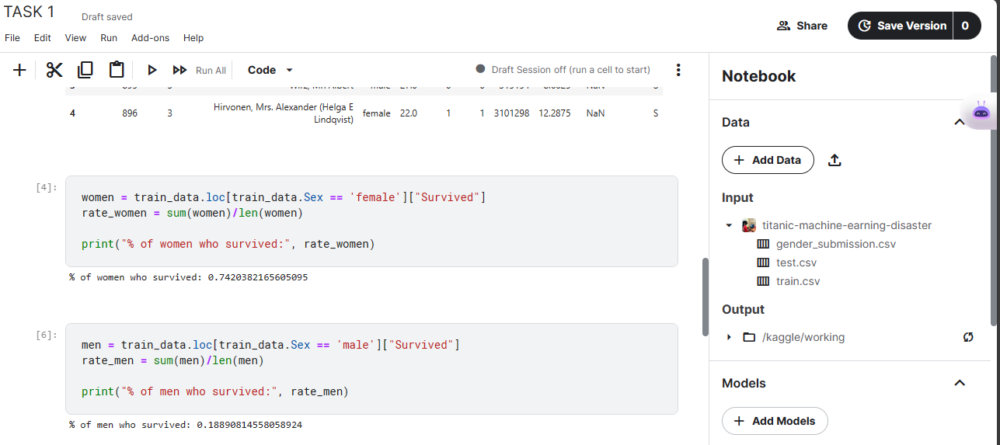 TASK 1
Draft saved
File Edit View Run Add-ons Help
Share
Save Version 0
Run All Code
Draft Session off (run a cell to start)
NaN S
4 896 3 Hirvonen, Mrs. Alexander (Helga E
Lindqvist) female 22.0 1 1 3101298 12.2875 NaN S
[4]:
women = train_data.loc[train_data.Sex == 'female']["Survived"]
rate_women = sum(women)/len(women)
print("% of women who survived:", rate_women)
% of women who survived: 0.7420382165605095
[6]:
men = train_data.loc[train_data.Sex == 'male']["Survived"]
rate_men = sum(men)/len(men)
print("% of men who survived:", rate_men)
% of men who survived: 0.18890814558058924
Notebook
Data
Add Data
Input
titanic-machine-earning-disaster
gender_submission.csv
test.csv
train.csv
Output
/kaggle/working
Models
Add Models